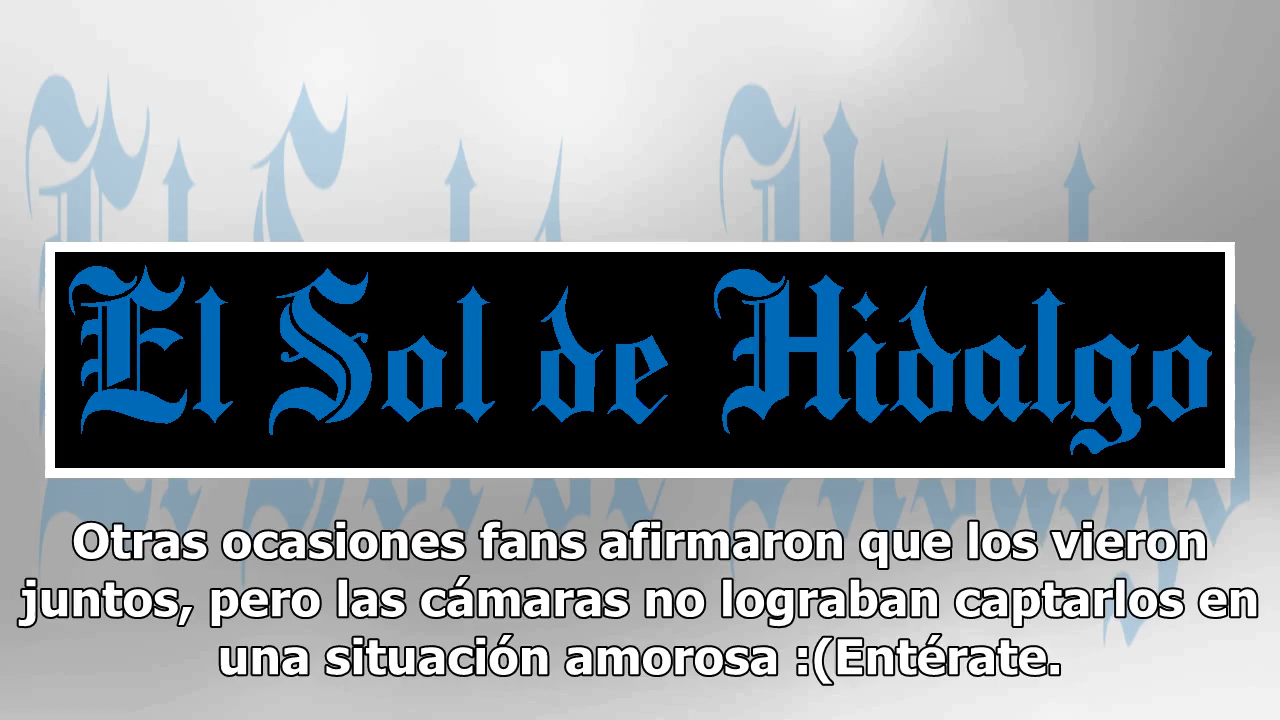 El Sol de Hidalgo
Otras ocasiones fans afirmaron que los vieron
juntos, pero las cámaras no lograban captarlos en
una situación amorosa :(Entérate.